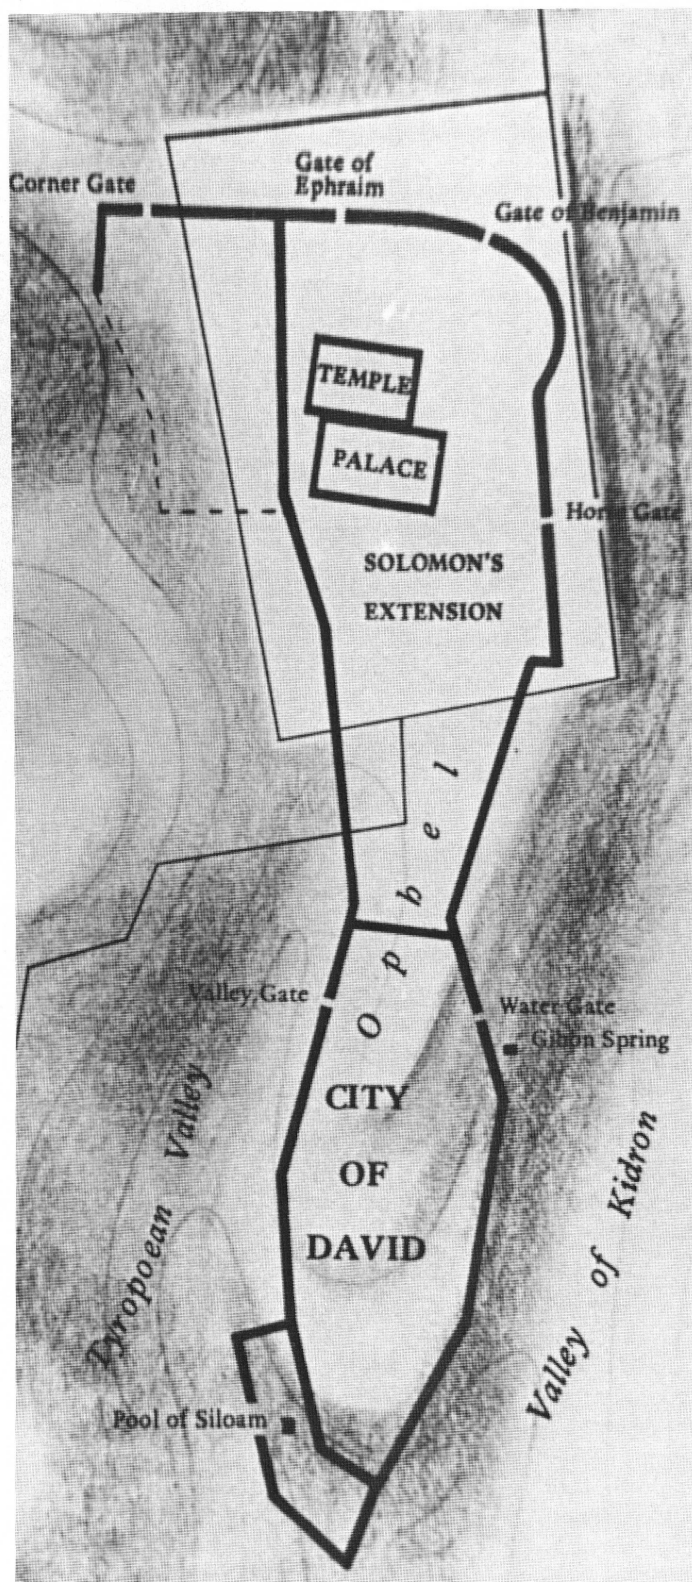 Gate of
Ephraim
Corner Gate
Gate of Benjamin
TEMPLE
PALACE
Horse Gate
SOLOMON'S
EXTENSION
Ophel
Valley Gate
Water Gate
Gihon Spring
CITY
OF
DAVID
Tyropoean Valley
Valley of Kidron
Pool of Siloam